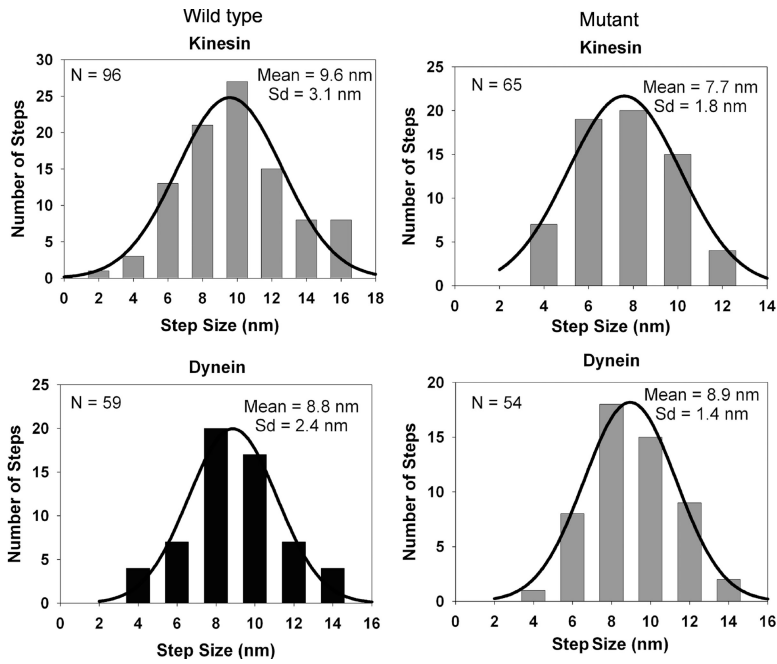 Wild type
Mutant
Kinesin
N = 96
Mean = 9.6 nm
Sd = 3.1 nm
Number of Steps
30
25
20
15
10
5
0
0 2 4 6 8 10 12 14 16 18
Step Size (nm)
Kinesin
N = 65
Mean = 7.7 nm
Sd = 1.8 nm
Number of Steps
25
20
15
10
5
0
0 2 4 6 8 10 12 14
Step Size (nm)
Dynein
N = 59
Mean = 8.8 nm
Sd = 2.4 nm
Number of Steps
25
20
15
10
5
0
0 2 4 6 8 10 12 14 16
Step Size (nm)
Dynein
N = 54
Mean = 8.9 nm
Sd = 1.4 nm
Number of Steps
20
15
10
5
0
0 2 4 6 8 10 12 14 16
Step Size (nm)